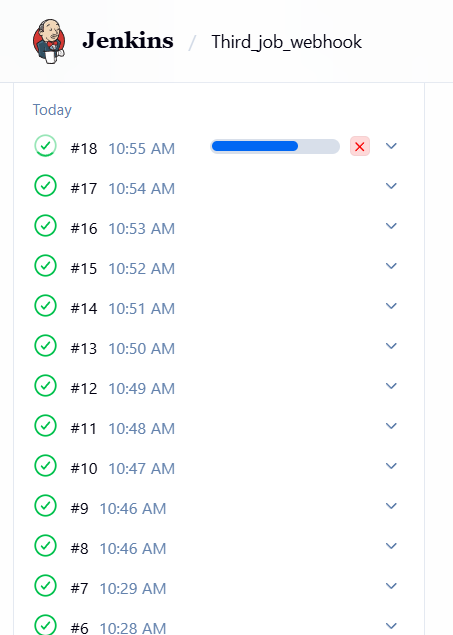 Jenkins / Third_job_webhook
Today
#18 10:55 AM
#17 10:54 AM
#16 10:53 AM
#15 10:52 AM
#14 10:51 AM
#13 10:50 AM
#12 10:49 AM
#11 10:48 AM
#10 10:47 AM
#9 10:46 AM
#8 10:46 AM
#7 10:29 AM
#6 10:28 AM